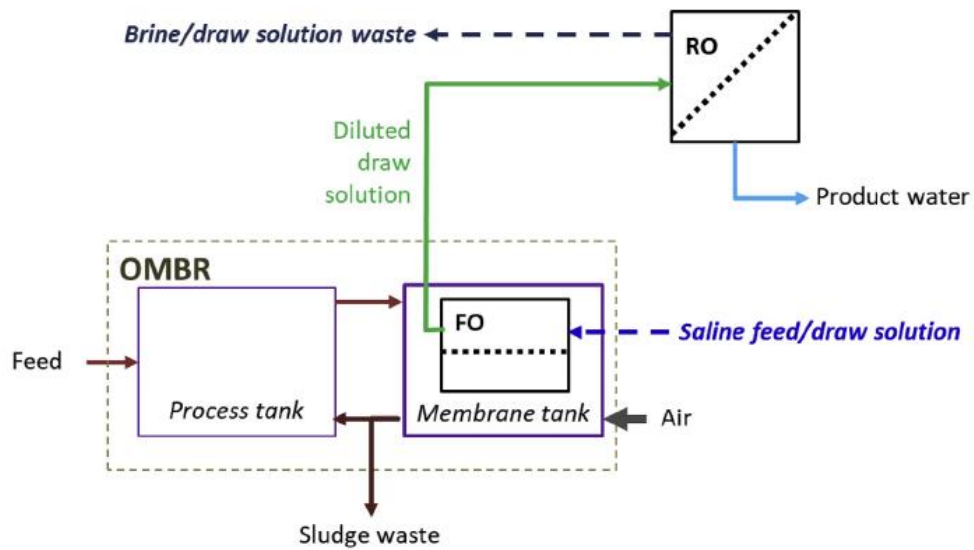 Brine/draw solution waste
RO
Diluted
draw
solution
Product water
OMBR
FO
Saline feed/draw solution
Feed
Process tank
Membrane tank
Air
Sludge waste